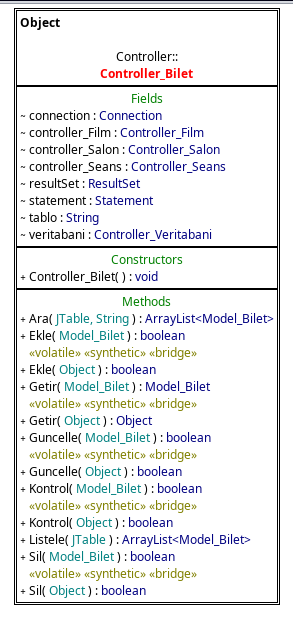 Object
Controller::
Controller_Bilet
Fields
~ connection : Connection
~ controller_Film : Controller_Film
~ controller_Salon : Controller_Salon
~ controller_Seans : Controller_Seans
~ resultSet : ResultSet
~ statement : Statement
~ tablo : String
~ veritabani : Controller_Veritabani
Constructors
+ Controller_Bilet( ) : void
Methods
+ Ara( JTable, String ) : ArrayList<Model_Bilet>
+ Ekle( Model_Bilet ) : boolean
«volatile» «synthetic» «bridge»
+ Ekle( Object ) : boolean
+ Getir( Model_Bilet ) : Model_Bilet
«volatile» «synthetic» «bridge»
+ Getir( Object ) : Object
+ Guncelle( Model_Bilet ) : boolean
«volatile» «synthetic» «bridge»
+ Guncelle( Object ) : boolean
+ Kontrol( Model_Bilet ) : boolean
«volatile» «synthetic» «bridge»
+ Kontrol( Object ) : boolean
+ Listele( JTable ) : ArrayList<Model_Bilet>
+ Sil( Model_Bilet ) : boolean
«volatile» «synthetic» «bridge»
+ Sil( Object ) : boolean